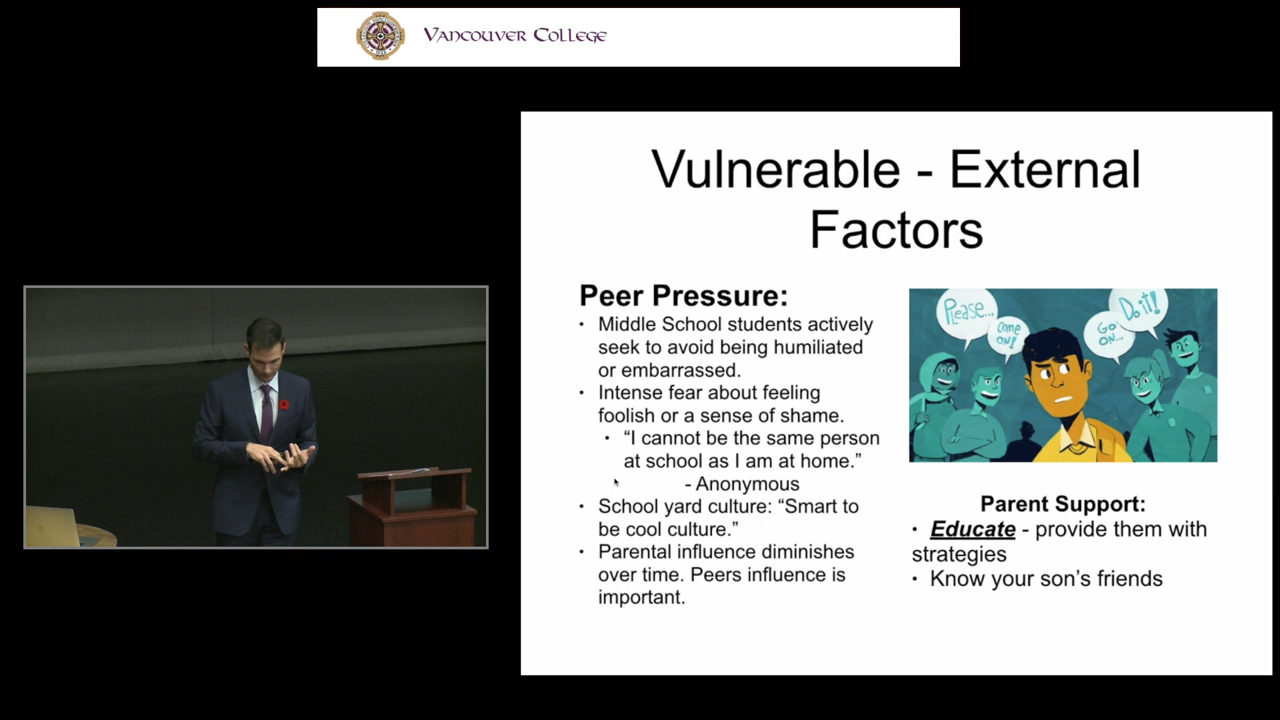 Vancouver College
Vulnerable - External
Factors
Peer Pressure:
• Middle School students actively
seek to avoid being humiliated
or embarrassed.
• Intense fear about feeling
foolish or a sense of shame.
• “I cannot be the same person
at school as I am at home.”
- Anonymous
• School yard culture: “Smart to
be cool culture.”
• Parental influence diminishes
over time. Peers influence is
important.
Please...
Come
on!
Go
on...
Do it!
Parent Support:
• Educate - provide them with
strategies
• Know your son’s friends